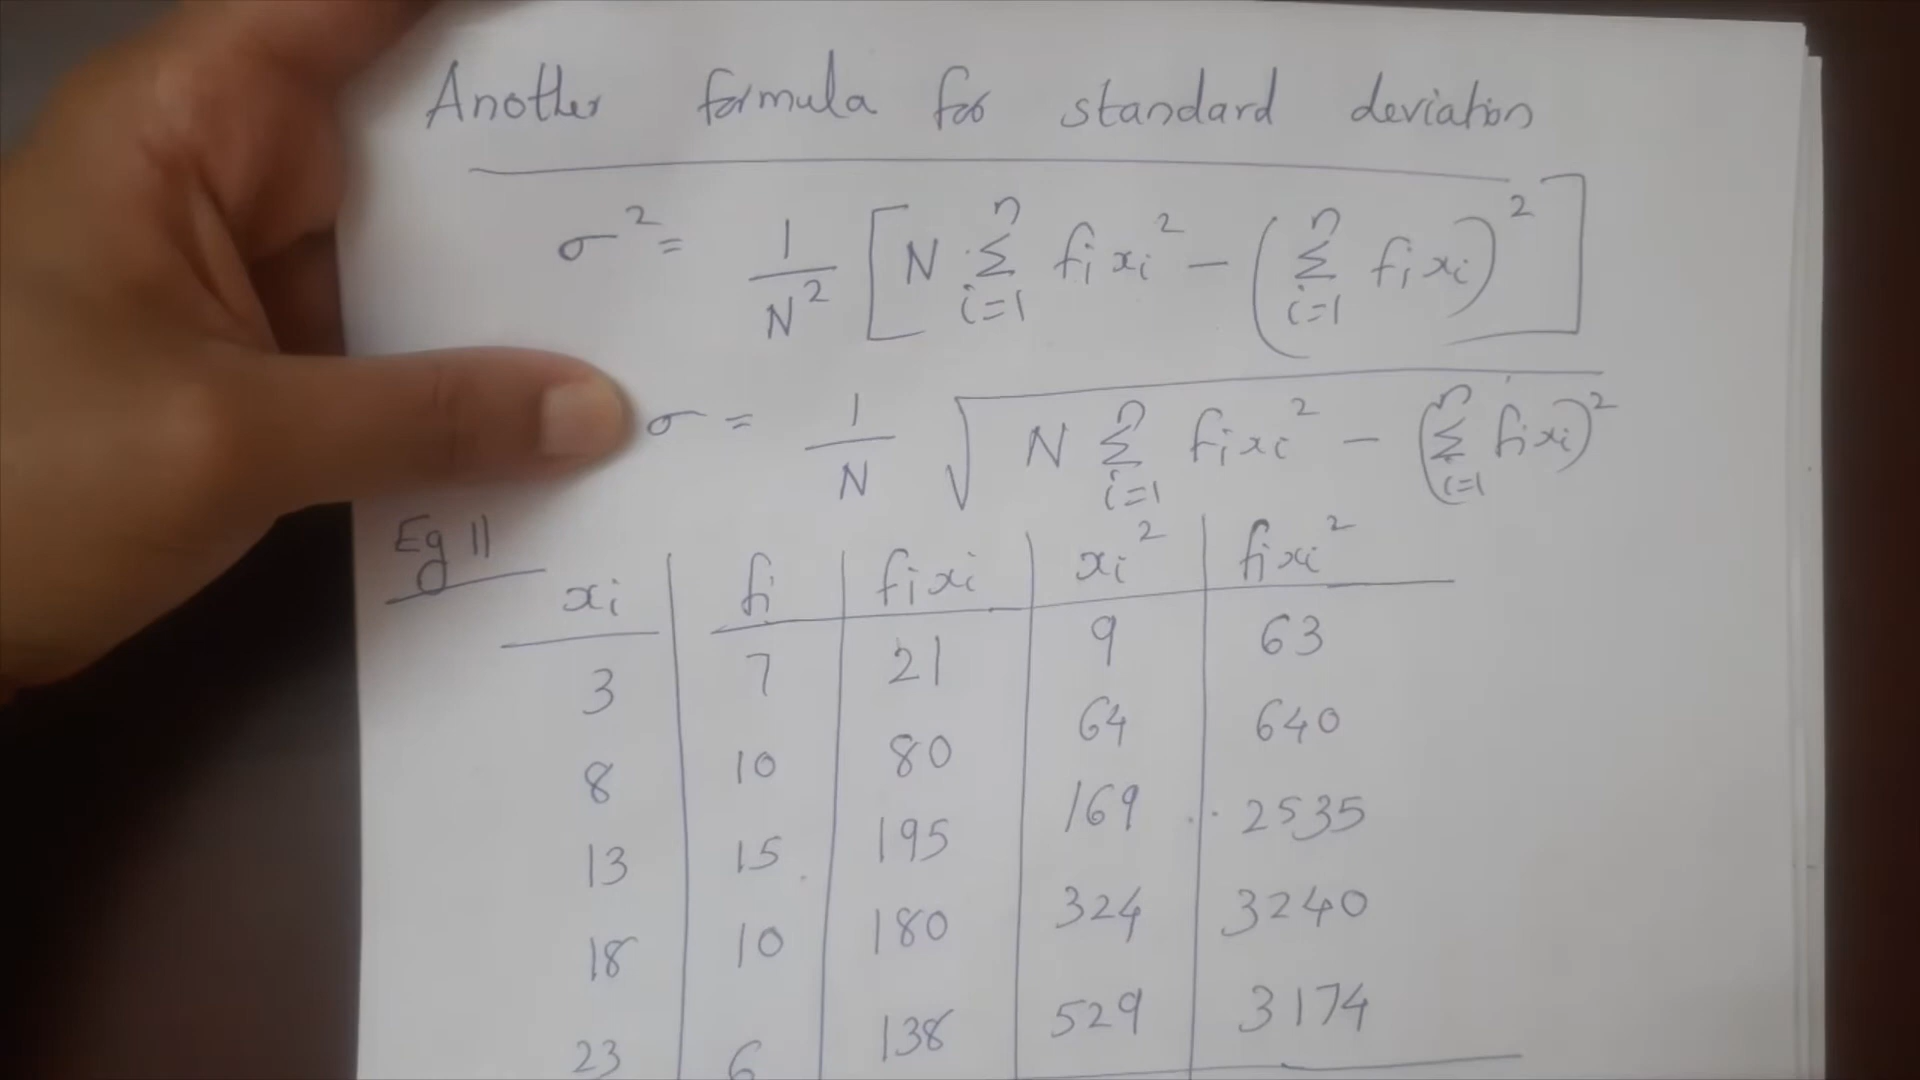 Another formula for standard deviation
σ² = 1/N² [N Σ_{i=1}^{n} fᵢxᵢ² − (Σ_{i=1}^{n} fᵢxᵢ)²]
σ = 1/N √(N Σ_{i=1}^{n} fᵢxᵢ² − (Σ_{i=1}^{n} fᵢxᵢ)²)
Eg 11
xᵢ fᵢ fᵢxᵢ xᵢ² fᵢxᵢ²
3 7 21 9 63
8 10 80 64 640
13 15 195 169 2535
18 10 180 324 3240
23 6 138 529 3174